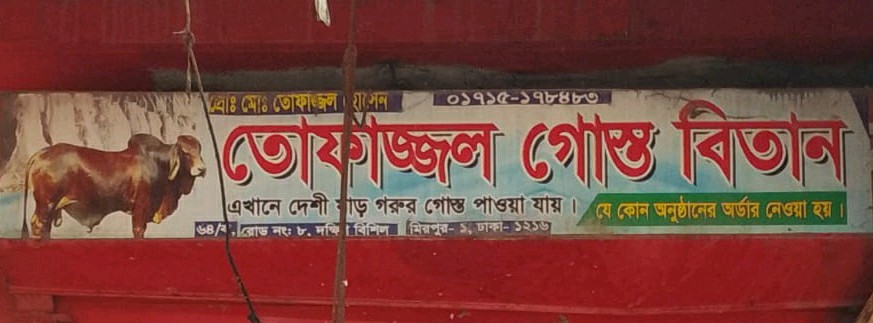 প্রোঃ মোঃ তোফাজ্জল হোসেন ০১৭১৫-১৭৮৪৮৩
তোফাজ্জল গোস্ত বিতান
এখানে দেশী ষাঁড় গরুর গোস্ত পাওয়া যায়।
যে কোন অনুষ্ঠানের অর্ডার নেওয়া হয়।
রোড নং: ৮, দক্ষিণ বিশিল মিরপুর- ১, ঢাকা- ১২১৬